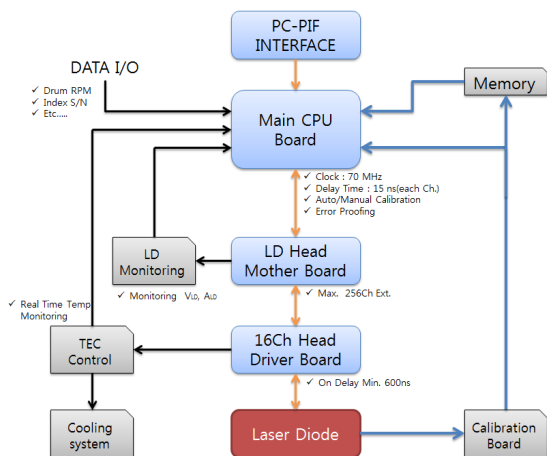 PC-PIF
INTERFACE
DATA I/O
✓ Drum RPM
✓ Index S/N
✓ Etc.....
Memory
Main CPU
Board
✓ Clock : 70 MHz
✓ Delay Time : 15 ns(each Ch.)
✓ Auto/Manual Calibration
✓ Error Proofing
LD
Monitoring
LD Head
Mother Board
✓ Monitoring VLD, ALD
✓ Max. 256Ch Ext.
✓ Real Time Temp
Monitoring
TEC
Control
16Ch Head
Driver Board
✓ On Delay Min. 600ns
Cooling
system
Laser Diode
Calibration
Board